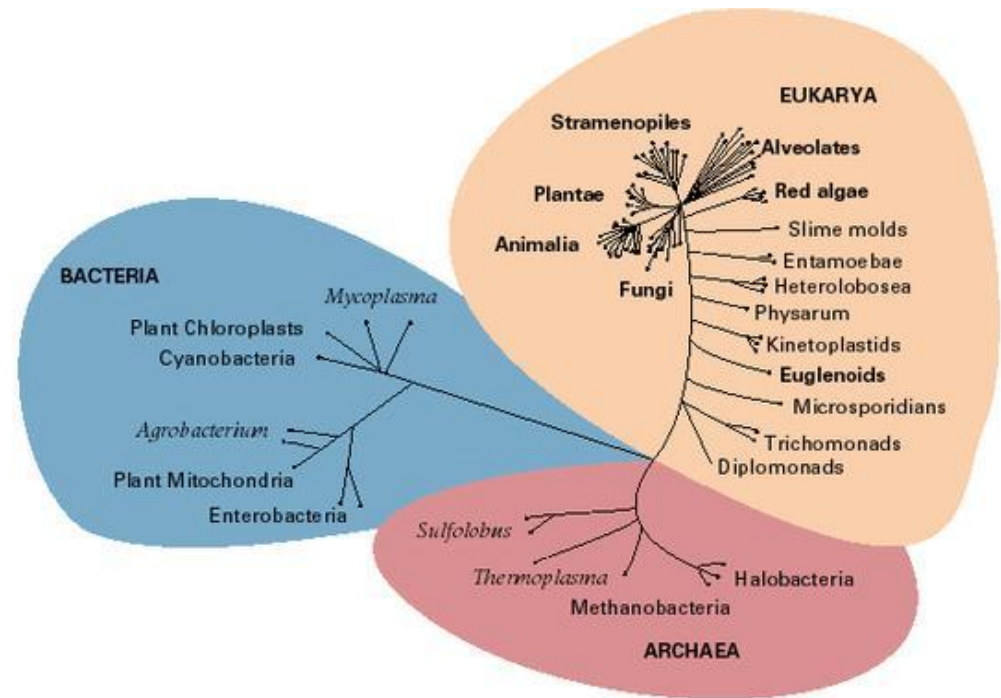 EUKARYA
Stramenopiles
Alveolates
Plantae
Red algae
Animalia
Slime molds
Entamoebae
Fungi
Heterolobosea
Physarum
Kinetoplastids
Euglenoids
Microsporidians
Trichomonads
Diplomonads
BACTERIA
Mycoplasma
Plant Chloroplasts
Cyanobacteria
Agrobacterium
Plant Mitochondria
Enterobacteria
Sulfolobus
Thermoplasma
Halobacteria
Methanobacteria
ARCHAEA